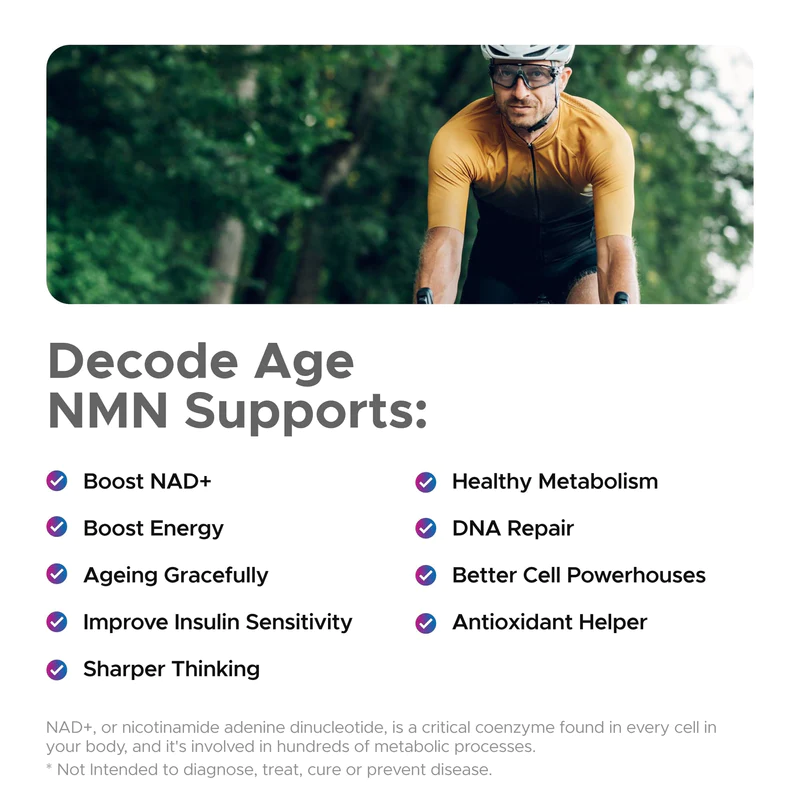 Decode Age
NMN Supports:
Boost NAD+
Boost Energy
Ageing Gracefully
Improve Insulin Sensitivity
Sharper Thinking
Healthy Metabolism
DNA Repair
Better Cell Powerhouses
Antioxidant Helper
NAD+, or nicotinamide adenine dinucleotide, is a critical coenzyme found in every cell in
your body, and it's involved in hundreds of metabolic processes.
* Not Intended to diagnose, treat, cure or prevent disease.